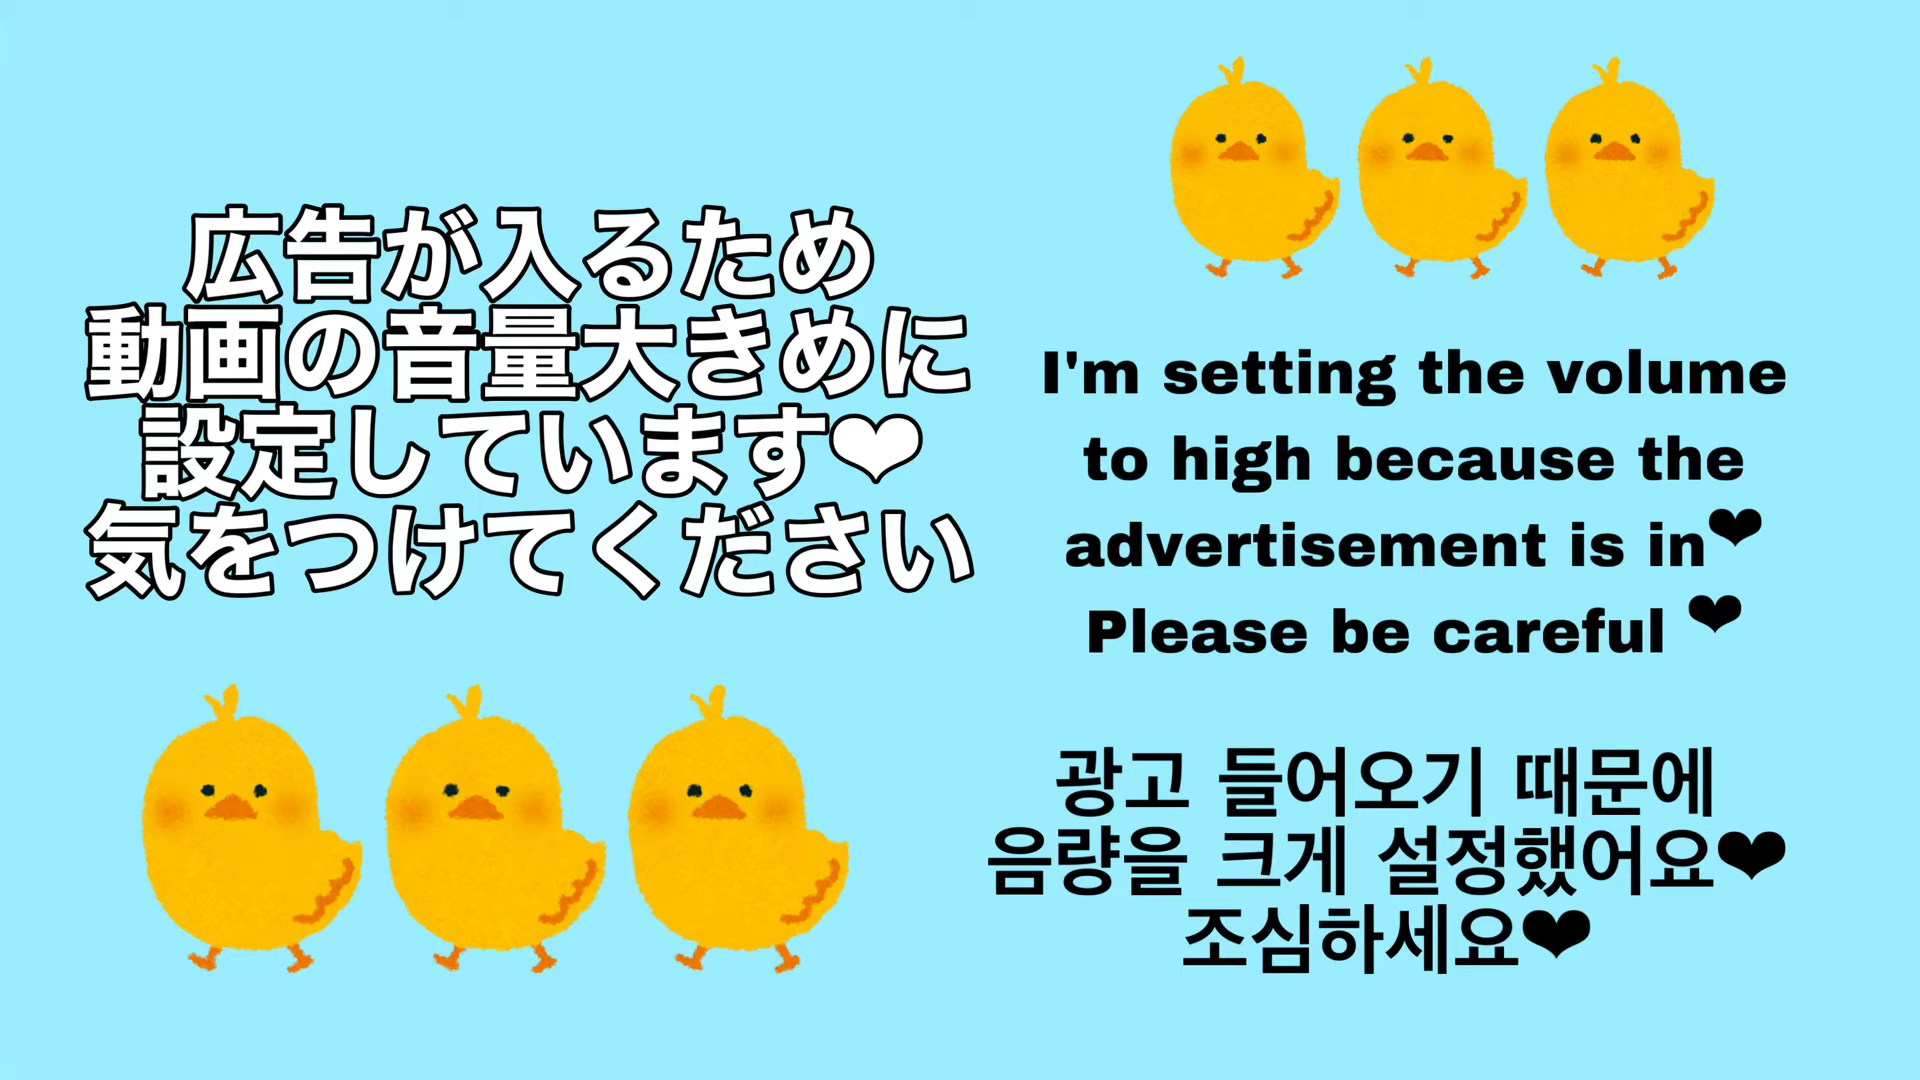 広告が入るため
動画の音量大きめに
設定しています❤
気をつけてください
I'm setting the volume
to high because the
advertisement is in❤
Please be careful ❤
광고 들어오기 때문에
음량을 크게 설정했어요❤
조심하세요❤